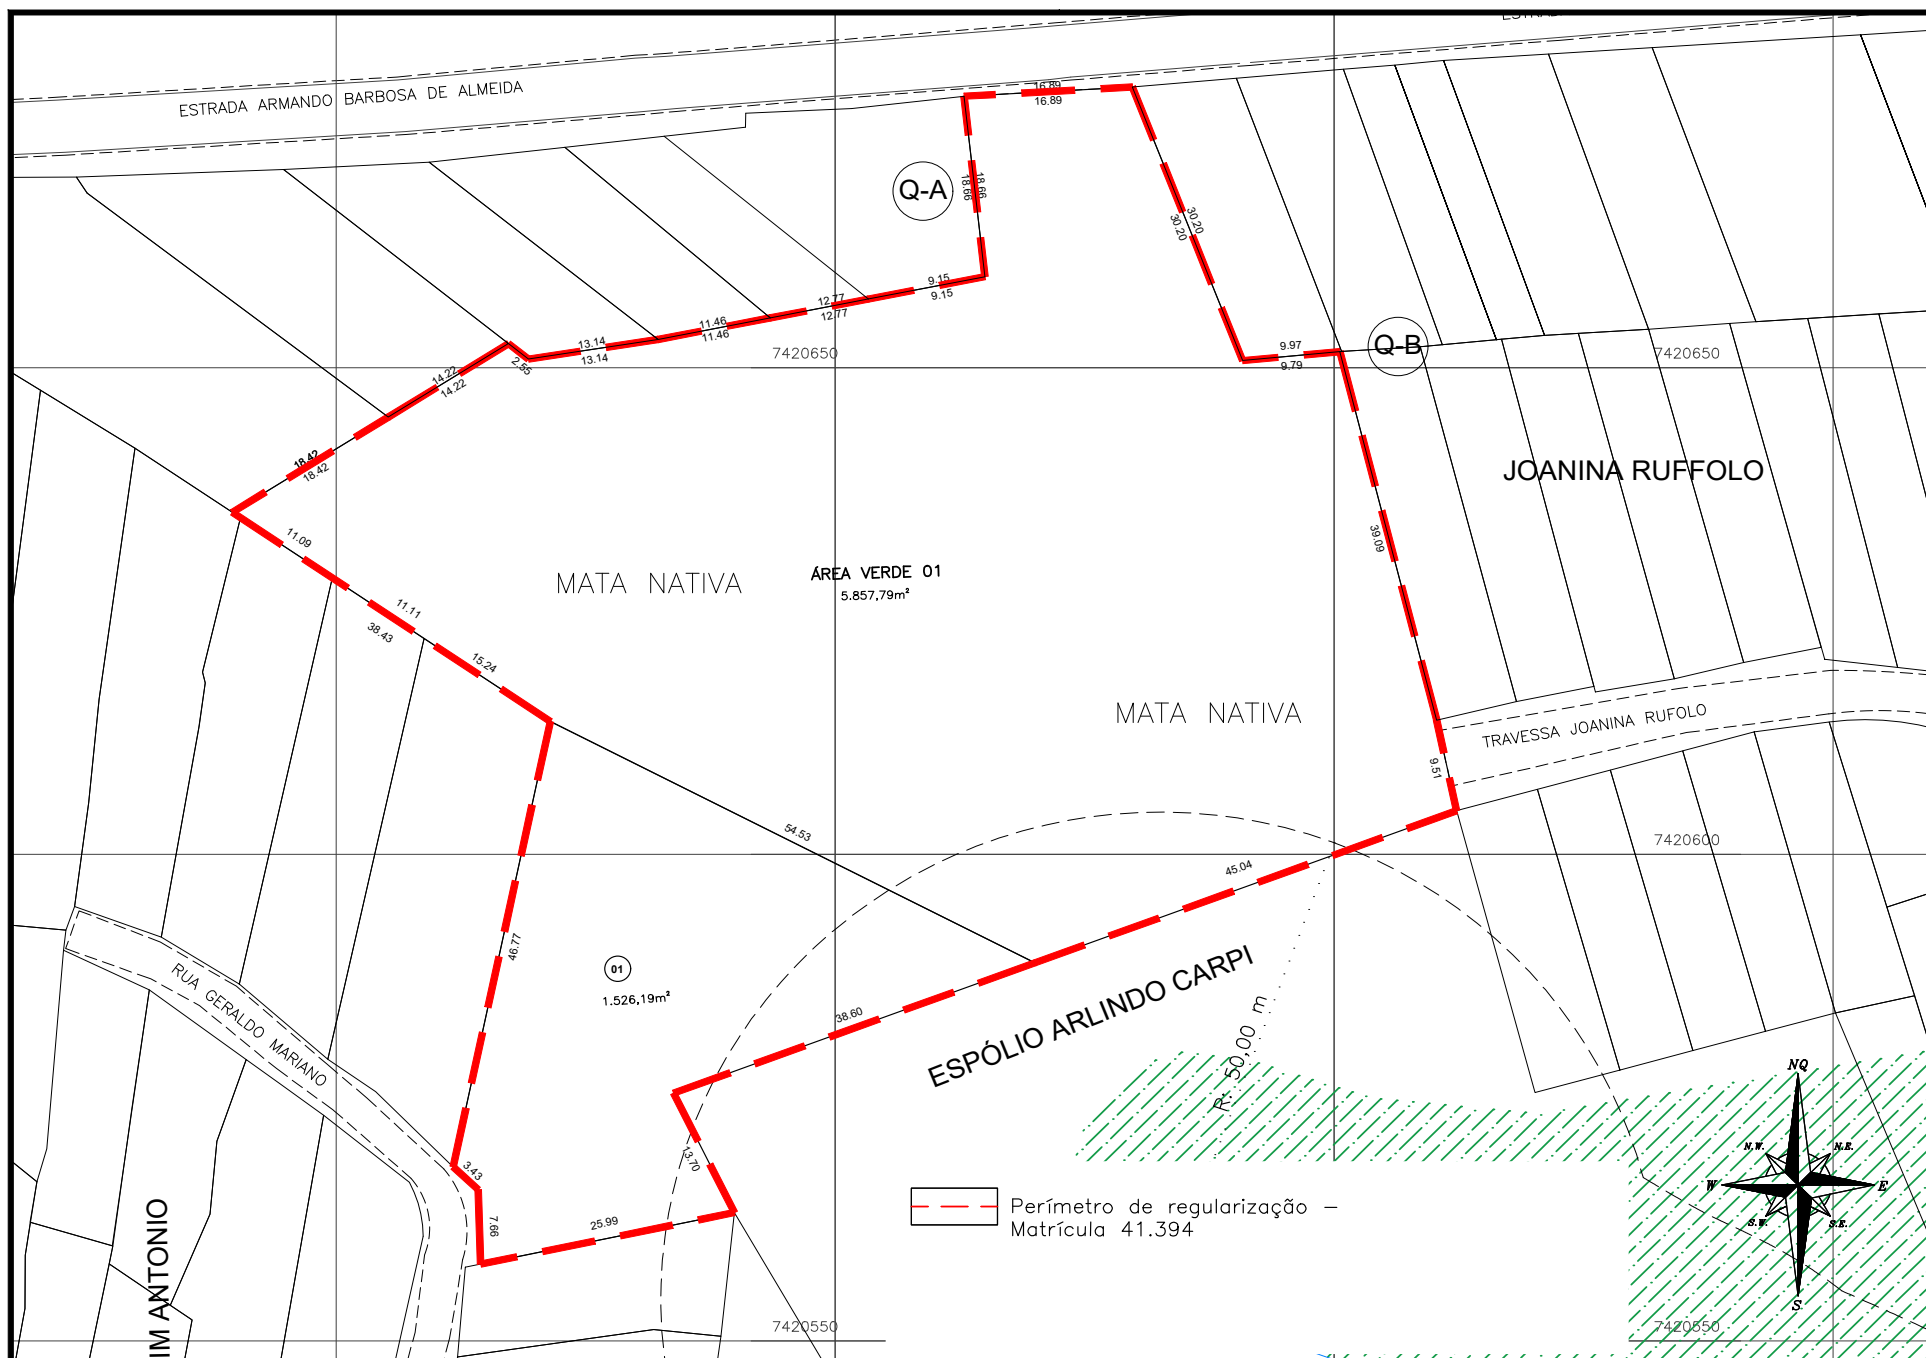 ESTRADA ARMANDO BARBOSA DE ALMEIDA
16.89
16.89
Q-A
18.66
18.66
30.20
30.20
9.15
9.15
12.77
12.77
11.46
11.46
13.14
13.14
2.55
14.22
14.22
18.42
18.42
9.97
9.79
Q-B
7420650
7420650
JOANINA RUFFOLO
39.09
11.09
11.11
38.43
15.24
MATA NATIVA
ÁREA VERDE 01
5.857,79m²
MATA NATIVA
TRAVESSA JOANINA RUFOLO
9.51
54.53
7420600
45.04
46.77
01
1.526,19m²
38.60
ESPÓLIO ARLINDO CARPI
R: 50,00 m
RUA GERALDO MARIANO
3.43
7.66
13.70
25.99
Perímetro de regularização –
Matrícula 41.394
IM ANTONIO
NQ
N.W.
N.E.
W
E
S.W.
S.E.
S
7420550
7420550